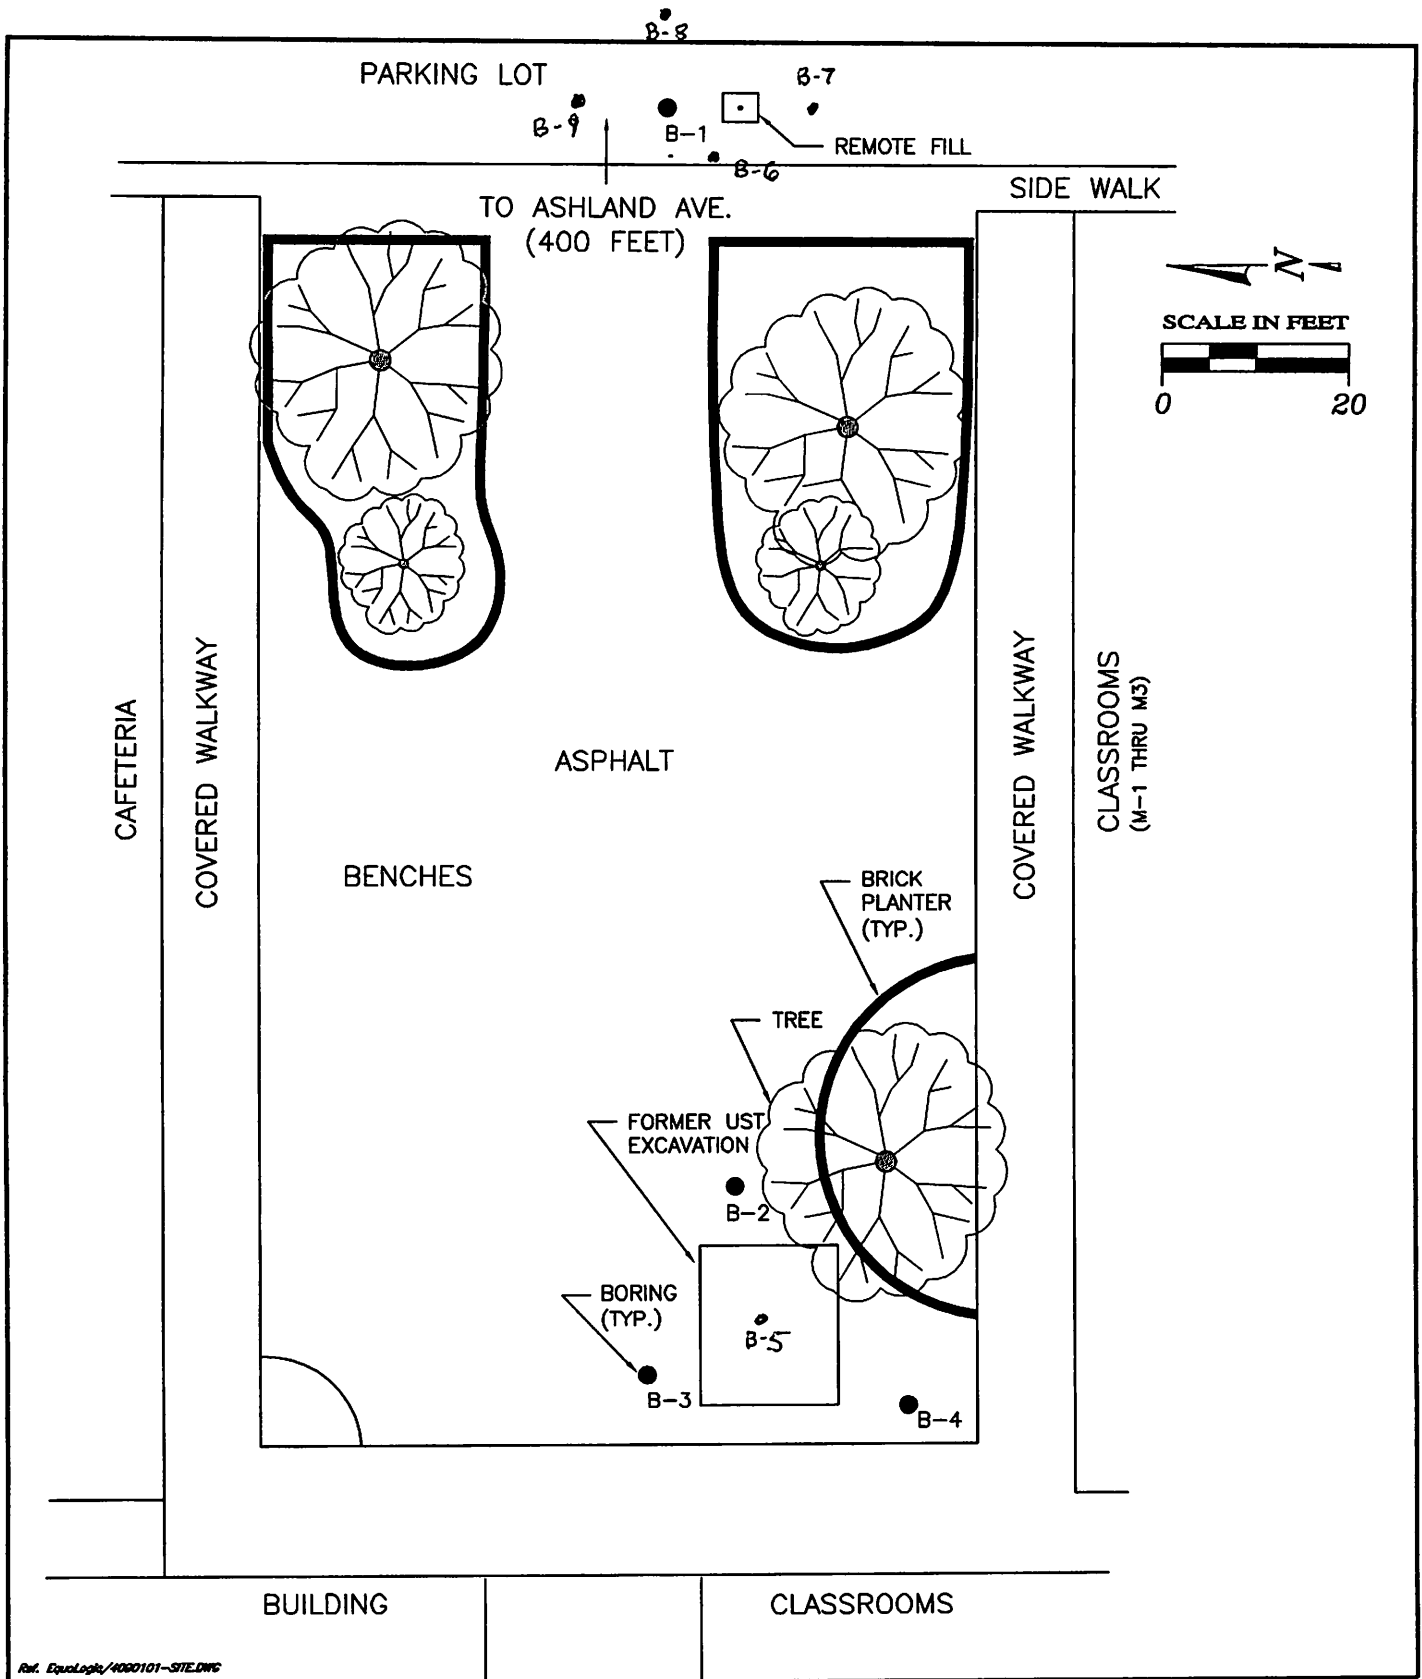 B-8
PARKING LOT
B-7
B-9
B-1
REMOTE FILL
B-6
SIDE WALK
TO ASHLAND AVE.
(400 FEET)
N
SCALE IN FEET
0 20
CAFETERIA
COVERED WALKWAY
ASPHALT
COVERED WALKWAY
CLASSROOMS
(M-1 THRU M3)
BENCHES
BRICK
PLANTER
(TYP.)
TREE
FORMER UST
EXCAVATION
B-2
BORING
(TYP.)
B-5
B-3
B-4
BUILDING
CLASSROOMS
Ref. EquoLogic/4090101-SITE.DWG